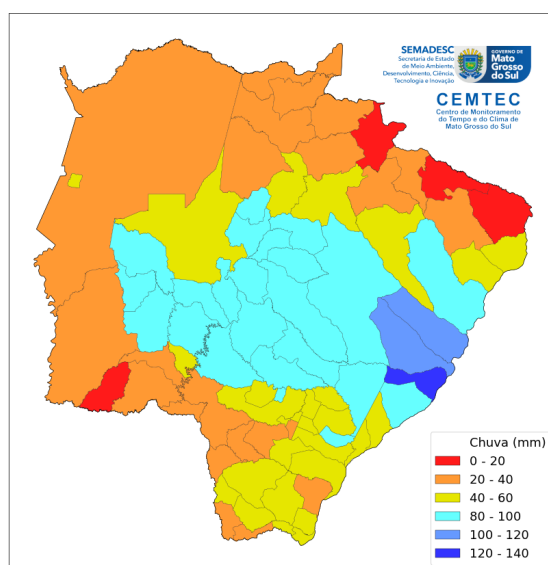 SEMADESC
Secretaria de Estado
de Meio Ambiente,
Desenvolvimento, Ciência,
Tecnologia e Inovação
GOVERNO DE
Mato
Grosso
do Sul
CEMTEC
Centro de Monitoramento
do Tempo e do Clima de
Mato Grosso do Sul
Chuva (mm)
0 - 20
20 - 40
40 - 60
80 - 100
100 - 120
120 - 140